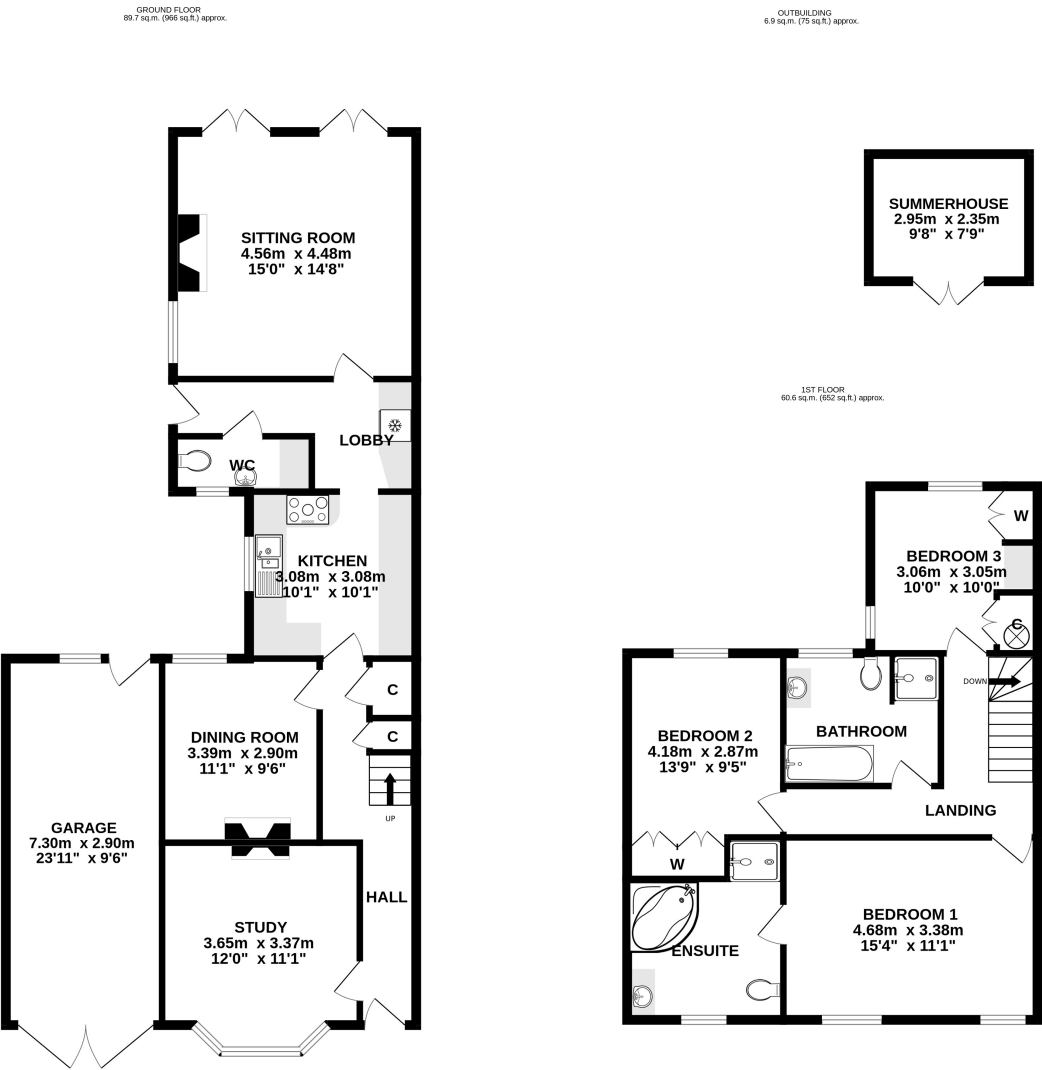 GROUND FLOOR
89.7 sq.m. (966 sq.ft.) approx.
OUTBUILDING
6.9 sq.m. (75 sq.ft.) approx.
SITTING ROOM
4.56m x 4.48m
15'0" x 14'8"
SUMMERHOUSE
2.95m x 2.35m
9'8" x 7'9"
1ST FLOOR
60.6 sq.m. (652 sq.ft.) approx.
LOBBY
WC
KITCHEN
3.08m x 3.08m
10'1" x 10'1"
W
BEDROOM 3
3.06m x 3.05m
10'0" x 10'0"
C
DOWN
C
C
DINING ROOM
3.39m x 2.90m
11'1" x 9'6"
UP
BEDROOM 2
4.18m x 2.87m
13'9" x 9'5"
BATHROOM
LANDING
GARAGE
7.30m x 2.90m
23'11" x 9'6"
W
HALL
STUDY
3.65m x 3.37m
12'0" x 11'1"
BEDROOM 1
4.68m x 3.38m
15'4" x 11'1"
ENSUITE